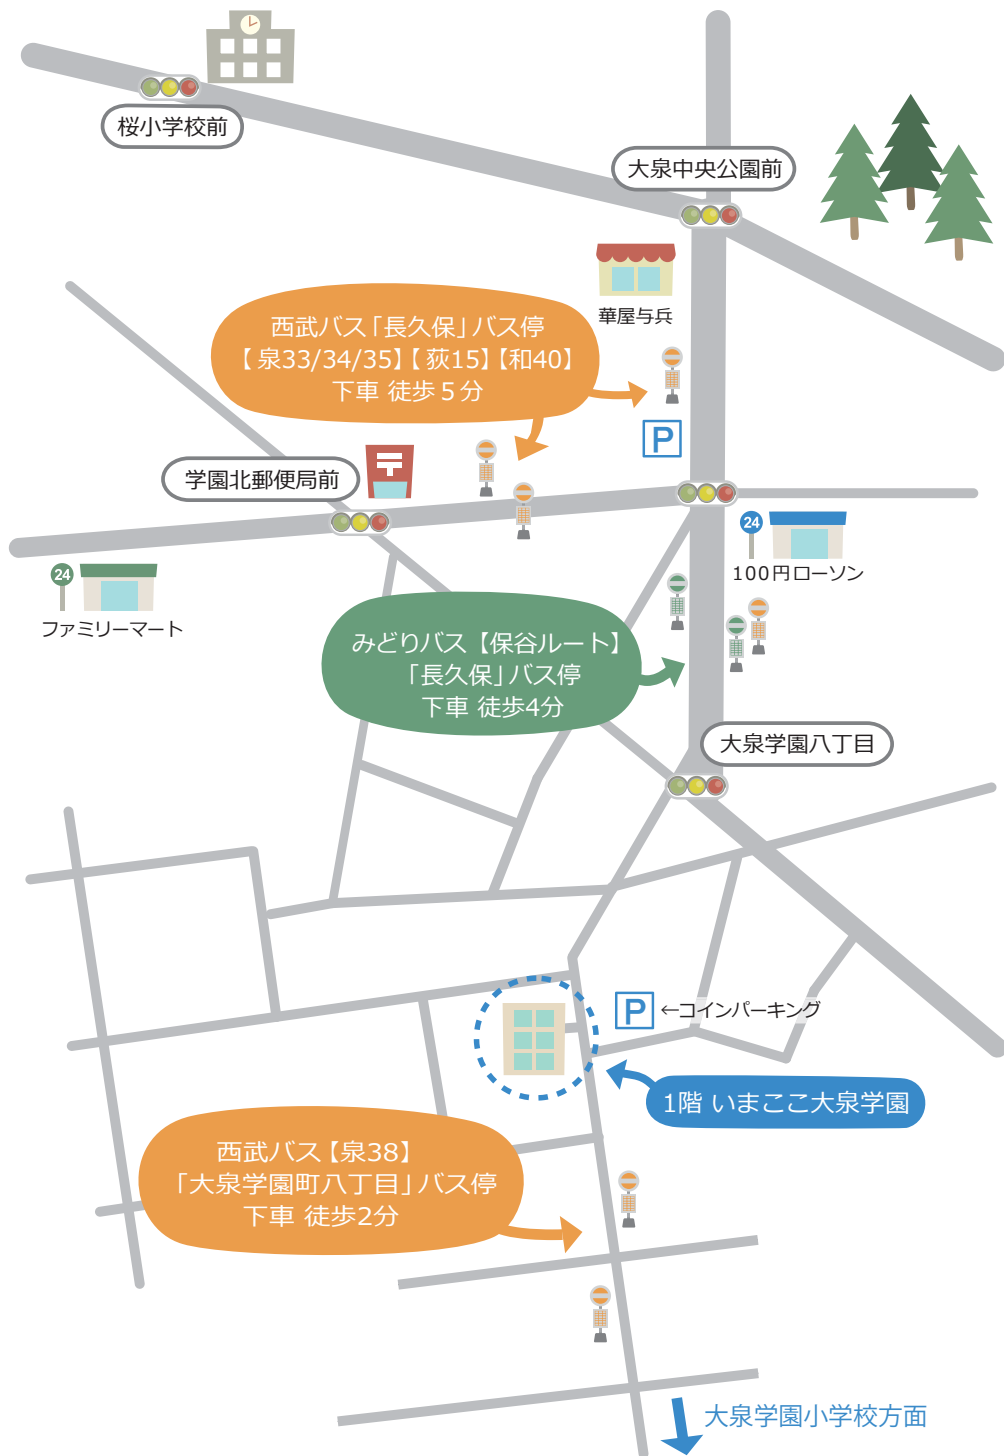 桜小学校前
大泉中央公園前
華屋与兵
西武バス「長久保」バス停
【泉33/34/35】【荻15】【和40】
下車 徒歩５分
P
学園北郵便局前
〒
24
ファミリーマート
24
100円ローソン
みどりバス【保谷ルート】
「長久保」バス停
下車 徒歩4分
大泉学園八丁目
P ←コインパーキング
1階 いまここ大泉学園
西武バス【泉38】
「大泉学園町八丁目」バス停
下車 徒歩2分
大泉学園小学校方面